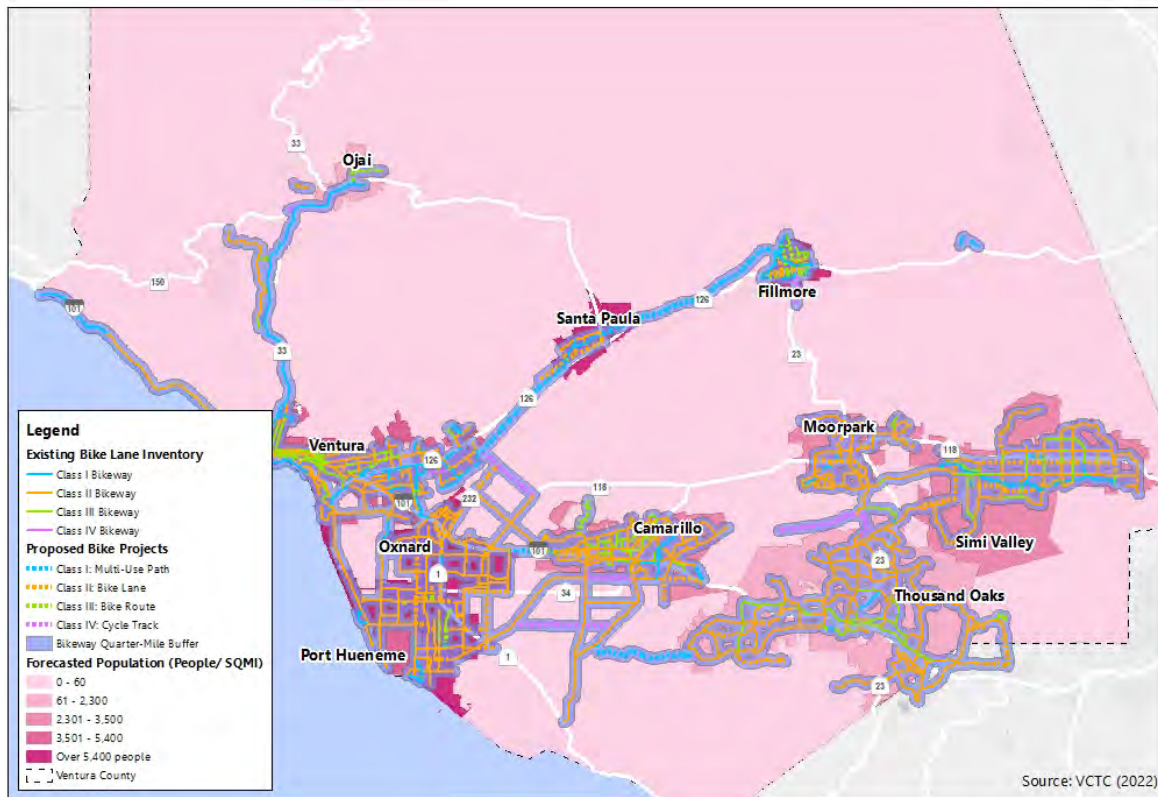 33
Ojai
150
101
126
Fillmore
Santa Paula
33
23
126
Moorpark
118
Ventura
126
118
101
232
Camarillo
Oxnard
101
Simi Valley
23
1
34
Thousand Oaks
Port Hueneme
1
23
Legend
Existing Bike Lane Inventory
Class I Bikeway
Class II Bikeway
Class III Bikeway
Class IV Bikeway
Proposed Bike Projects
Class I: Multi-Use Path
Class II: Bike Lane
Class III: Bike Route
Class IV: Cycle Track
Bikeway Quarter-Mile Buffer
Forecasted Population (People/ SQMI)
0 - 60
61 - 2,300
2,301 - 3,500
3,501 - 5,400
Over 5,400 people
Ventura County
Source: VCTC (2022)